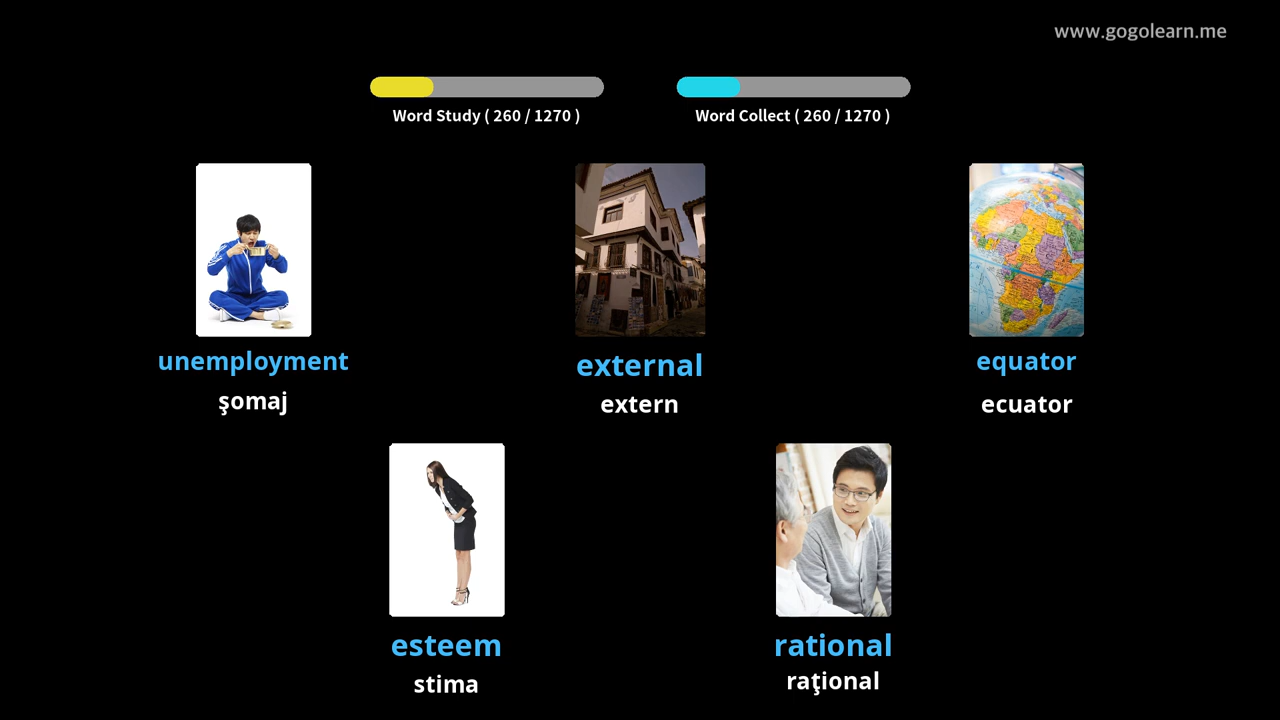 www.gogolearn.me
Word Study ( 260 / 1270 )
Word Collect ( 260 / 1270 )
unemployment
şomaj
external
extern
equator
ecuator
esteem
stima
rational
raţional